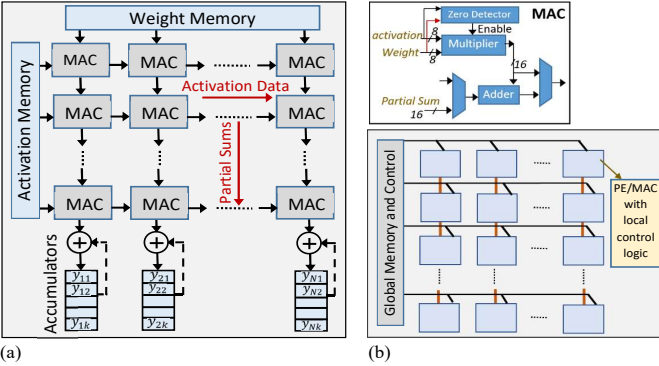 Weight Memory
Activation Memory
MAC
MAC
MAC
Activation Data
MAC
MAC
MAC
Partial Sums
MAC
MAC
MAC
Accumulators
y11
y12
y1k
y21
y22
y2k
yN1
yN2
yNk
(a)
Zero Detector
MAC
Enable
activation
8
Multiplier
Weight
8
16
Partial Sum
16
Adder
Global Memory and Control
PE/MAC
with
local
control
logic
(b)